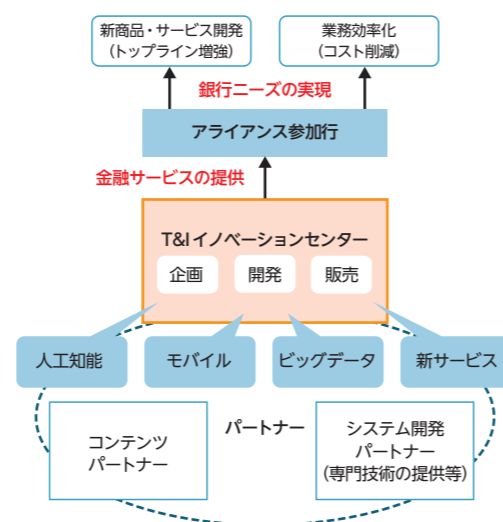 新商品・サービス開発
(トップライン増強)
業務効率化
(コスト削減)
銀行ニーズの実現
アライアンス参加行
金融サービスの提供
T&Iイノベーションセンター
企画
開発
販売
人工知能
モバイル
ビッグデータ
新サービス
コンテンツ
パートナー
パートナー
システム開発
パートナー
(専門技術の提供等)